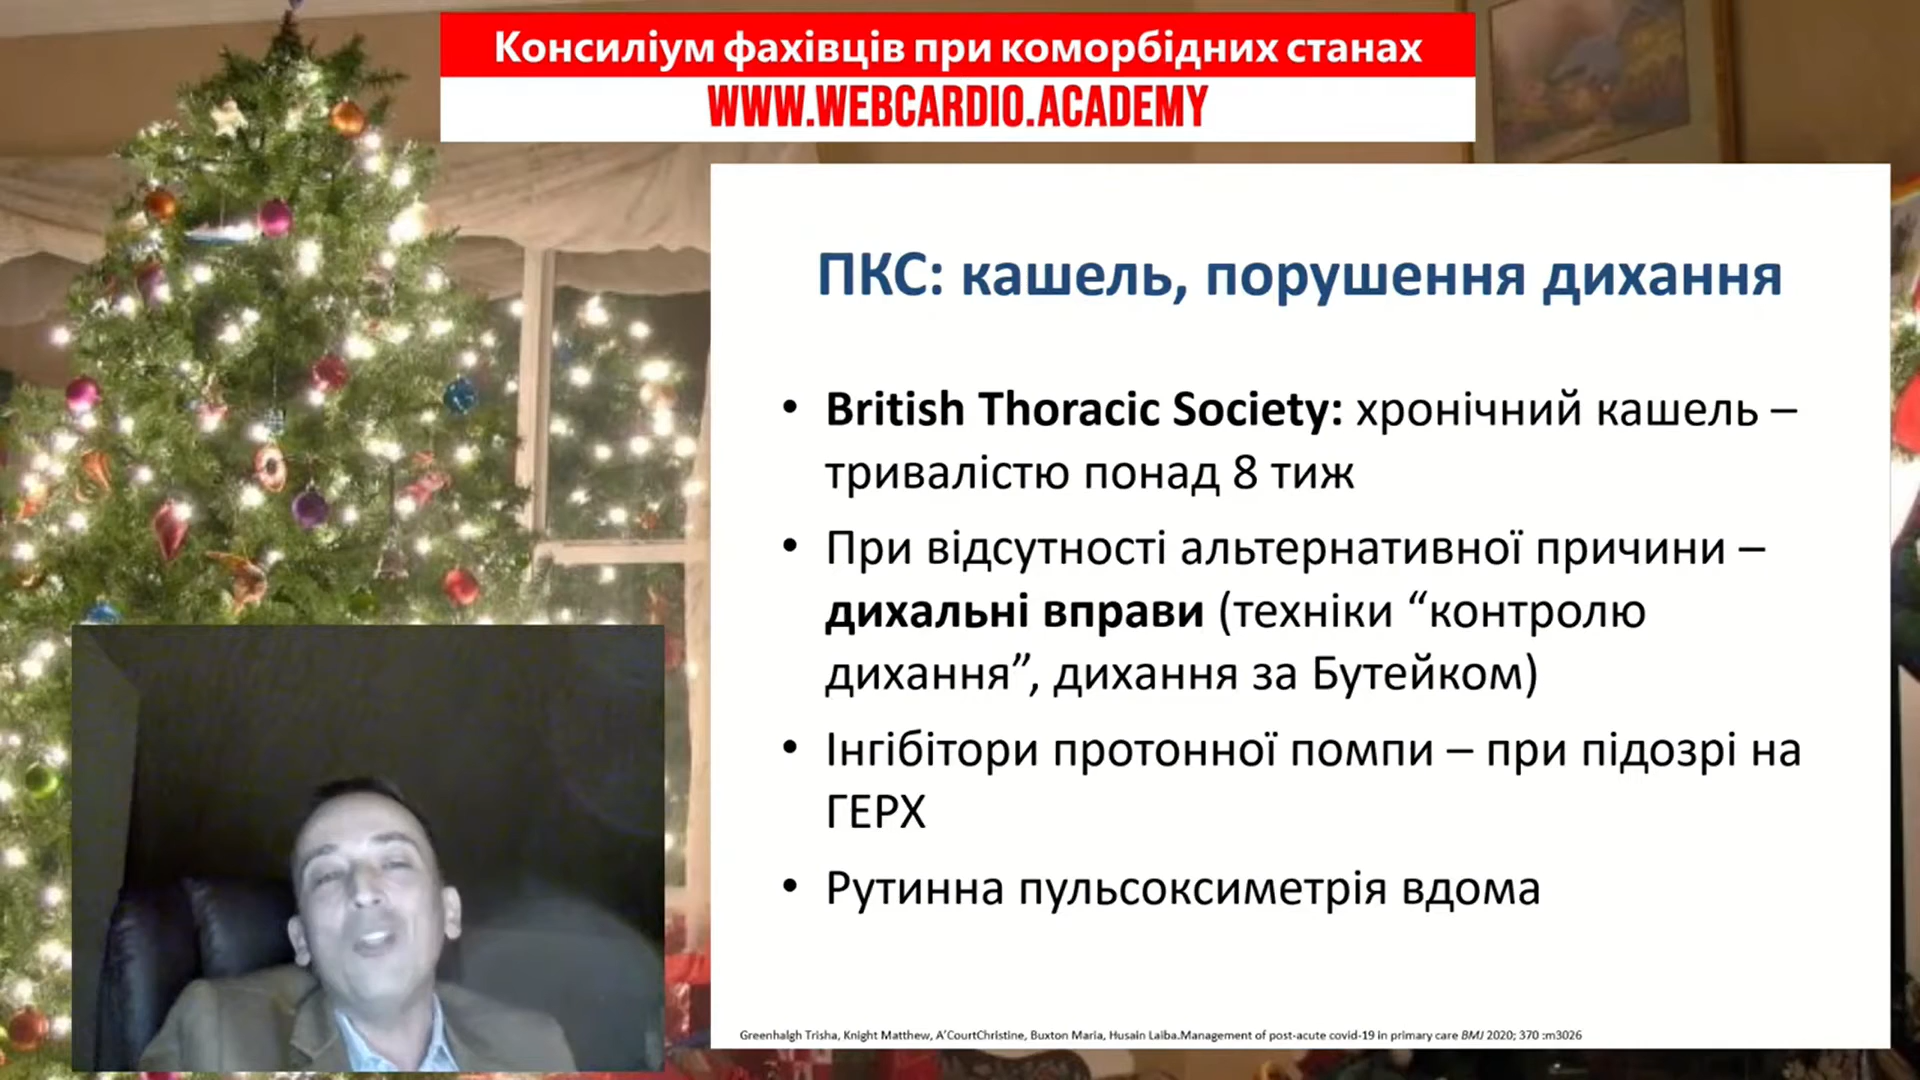 Консиліум фахівців при коморбідних станах
WWW.WEBCARDIO.ACADEMY
ПКС: кашель, порушення дихання
• British Thoracic Society: хронічний кашель –
тривалістю понад 8 тиж
• При відсутності альтернативної причини –
дихальні вправи (техніки “контролю
дихання”, дихання за Бутейком)
• Інгібітори протонної помпи – при підозрі на
ГЕРХ
• Рутинна пульсоксиметрія вдома
Greenhalgh Trisha, Knight Matthew, A’CourtChristine, Buxton Maria, Husain Laiba.Management of post-acute covid-19 in primary care BMJ 2020; 370 :m3026